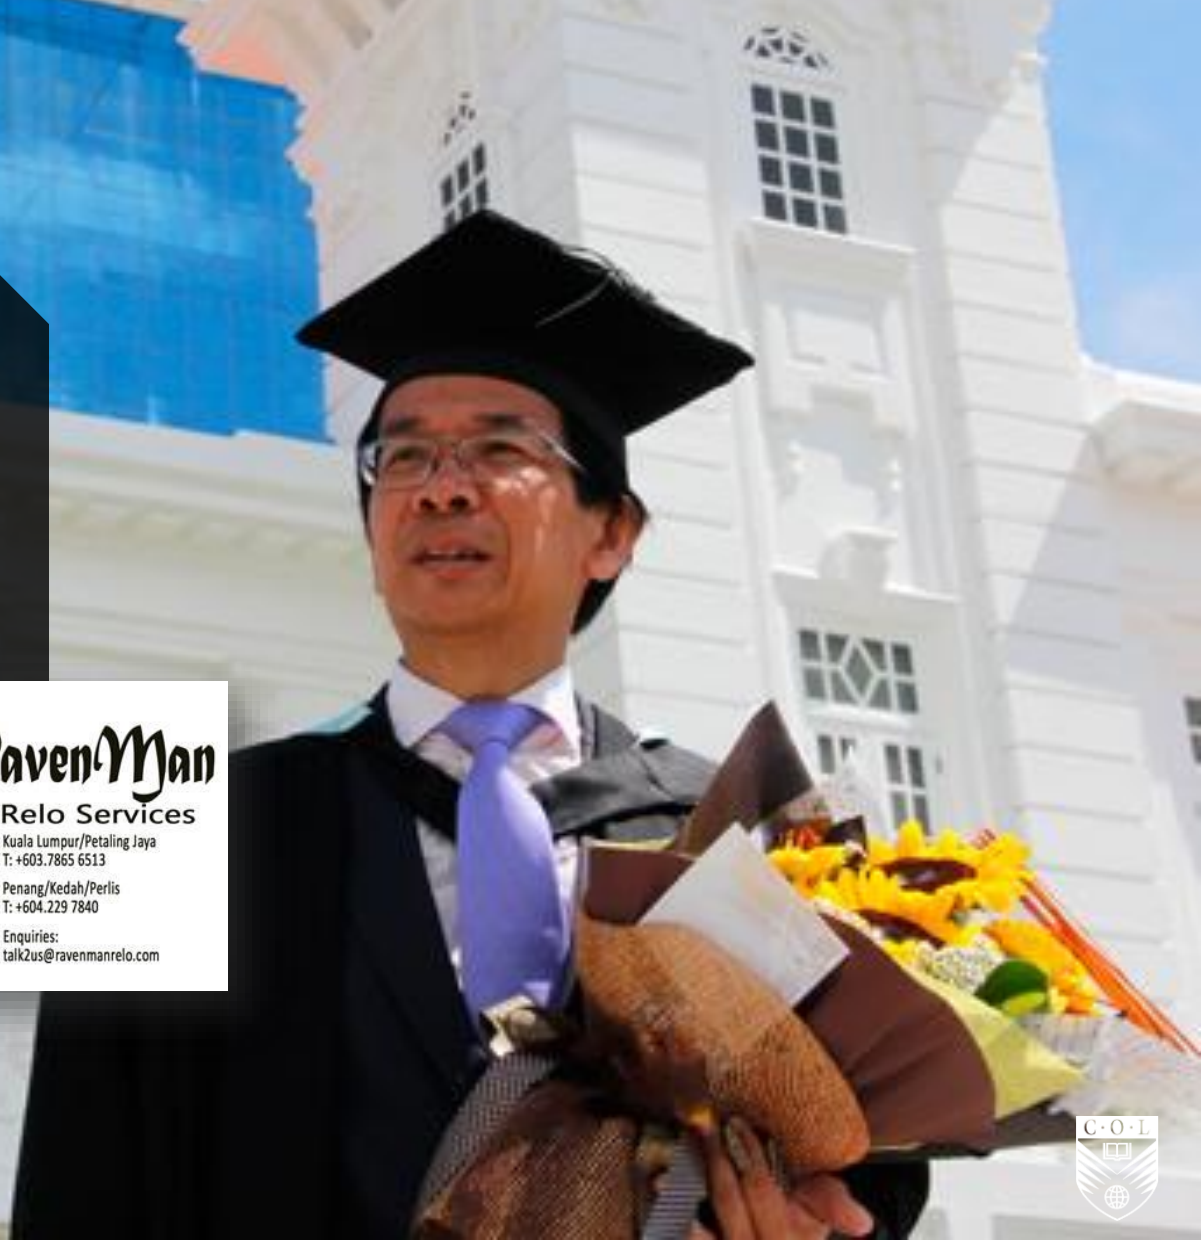 avenMan
Relo Services
Kuala Lumpur/Petaling Jaya
T: +603.7865 6513
Penang/Kedah/Perlis
T: +604.229 7840
Enquiries:
talk2us@ravenmanrelo.com
C·O·L